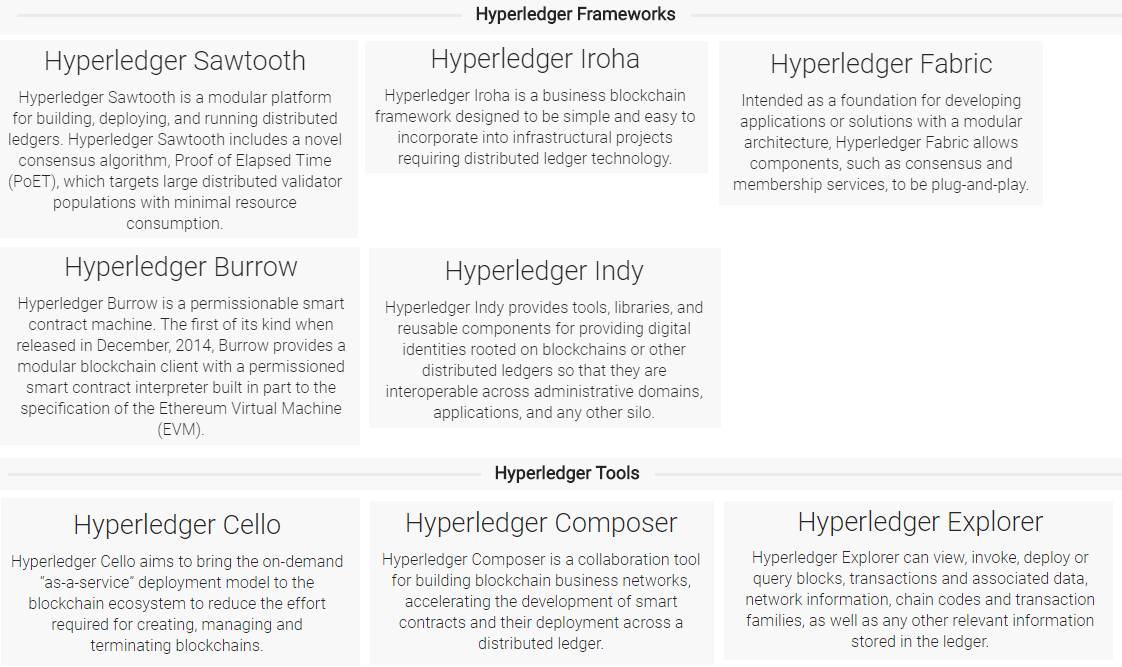 Hyperledger Frameworks
Hyperledger Sawtooth
Hyperledger Sawtooth is a modular platform
for building, deploying, and running distributed
ledgers. Hyperledger Sawtooth includes a novel
consensus algorithm, Proof of Elapsed Time
(PoET), which targets large distributed validator
populations with minimal resource
consumption.
Hyperledger Iroha
Hyperledger Iroha is a business blockchain
framework designed to be simple and easy to
incorporate into infrastructural projects
requiring distributed ledger technology.
Hyperledger Fabric
Intended as a foundation for developing
applications or solutions with a modular
architecture, Hyperledger Fabric allows
components, such as consensus and
membership services, to be plug-and-play.
Hyperledger Burrow
Hyperledger Burrow is a permissionable smart
contract machine. The first of its kind when
released in December, 2014, Burrow provides a
modular blockchain client with a permissioned
smart contract interpreter built in part to the
specification of the Ethereum Virtual Machine
(EVM).
Hyperledger Indy
Hyperledger Indy provides tools, libraries, and
reusable components for providing digital
identities rooted on blockchains or other
distributed ledgers so that they are
interoperable across administrative domains,
applications, and any other silo.
Hyperledger Tools
Hyperledger Cello
Hyperledger Cello aims to bring the on-demand
“as-a-service” deployment model to the
blockchain ecosystem to reduce the effort
required for creating, managing and
terminating blockchains.
Hyperledger Composer
Hyperledger Composer is a collaboration tool
for building blockchain business networks,
accelerating the development of smart
contracts and their deployment across a
distributed ledger.
Hyperledger Explorer
Hyperledger Explorer can view, invoke, deploy or
query blocks, transactions and associated data,
network information, chain codes and transaction
families, as well as any other relevant information
stored in the ledger.